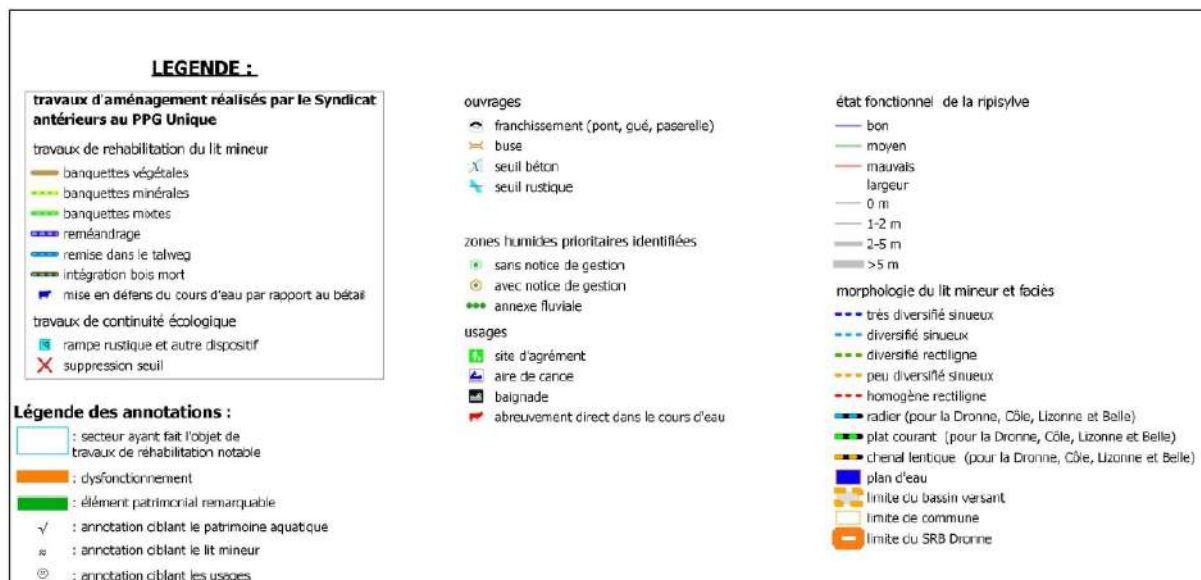 LEGENDE :
travaux d'aménagement réalisés par le Syndicat
antérieurs au PPG Unique
travaux de rehabilitation du lit mineur
banquettes végétales
banquettes minérales
banquettes mixtes
reméandrage
remise dans le talweg
intégration bois mort
mise en défens du cours d'eau par rapport au bétail
travaux de continuité écologique
rampe rustique et autre dispositif
suppression seuil
Légende des annotations :
: secteur ayant fait l'objet de
travaux de réhabilitation notable
: dysfonctionnement
: élément patrimonial remarquable
√ : annotation ciblant le patrimoine aquatique
≈ : annotation ciblant le lit mineur
☺ : annotation ciblant les usages
ouvrages
franchissement (pont, gué, paserelle)
buse
seuil béton
seuil rustique
zones humides prioritaires identifiées
sans notice de gestion
avec notice de gestion
annexe fluviale
usages
site d'agrément
aire de canoe
baignade
abreuvement direct dans le cours d'eau
état fonctionnel de la ripisylve
bon
moyen
mauvais
largeur
0 m
1-2 m
2-5 m
>5 m
morphologie du lit mineur et faciès
très diversifié sinueux
diversifié sinueux
diversifié rectiligne
peu diversifié sinueux
homogène rectiligne
radier (pour la Dronne, Côle, Lizonne et Belle)
plat courant (pour la Dronne, Côle, Lizonne et Belle)
chenal lentique (pour la Dronne, Côle, Lizonne et Belle)
plan d'eau
limite du bassin versant
limite de commune
limite du SRB Dronne